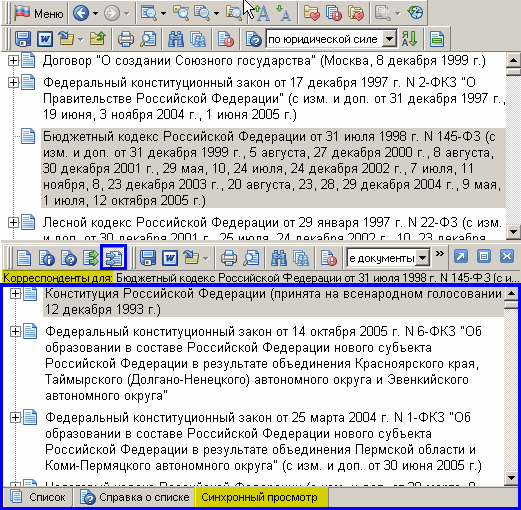 Меню
по юридической силе
Договор "О создании Союзного государства" (Москва, 8 декабря 1999 г.)
Федеральный конституционный закон от 17 декабря 1997 г. N 2-ФКЗ "О
Правительстве Российской Федерации" (с изм. и доп. от 31 декабря 1997 г.,
19 июня, 3 ноября 2004 г., 1 июня 2005 г.)
Бюджетный кодекс Российской Федерации от 31 июля 1998 г. N 145-ФЗ (с
изм. и доп. от 31 декабря 1999 г., 5 августа, 27 декабря 2000 г., 8 августа,
30 декабря 2001 г., 29 мая, 10, 24 июля, 24 декабря 2002 г., 7 июля, 11
ноября, 8, 23 декабря 2003 г., 20 августа, 23, 28, 29 декабря 2004 г., 9 мая,
1 июля, 12 октября 2005 г.)
Лесной кодекс Российской Федерации от 29 января 1997 г. N 22-ФЗ (с изм.
и доп. от 30 декабря 2001 г., 25 июля, 24 декабря 2002 г., 10, 23 декабря
е документы
Корреспонденты для: Бюджетный кодекс Российской Федерации от 31 июля 1998 г. N 145-ФЗ (с и...
Конституция Российской Федерации (принята на всенародном голосовании
12 декабря 1993 г.)
Федеральный конституционный закон от 14 октября 2005 г. N 6-ФКЗ "Об
образовании в составе Российской Федерации нового субъекта
Российской Федерации в результате объединения Красноярского края,
Таймырского (Долгано-Ненецкого) автономного округа и Эвенкийского
автономного округа"
Федеральный конституционный закон от 25 марта 2004 г. N 1-ФКЗ "Об
образовании в составе Российской Федерации нового субъекта
Российской Федерации в результате объединения Пермской области и
Коми-Пермяцкого автономного округа" (с изм. и доп. от 30 июня 2005 г.)
Список
Справка о списке
Синхронный просмотр